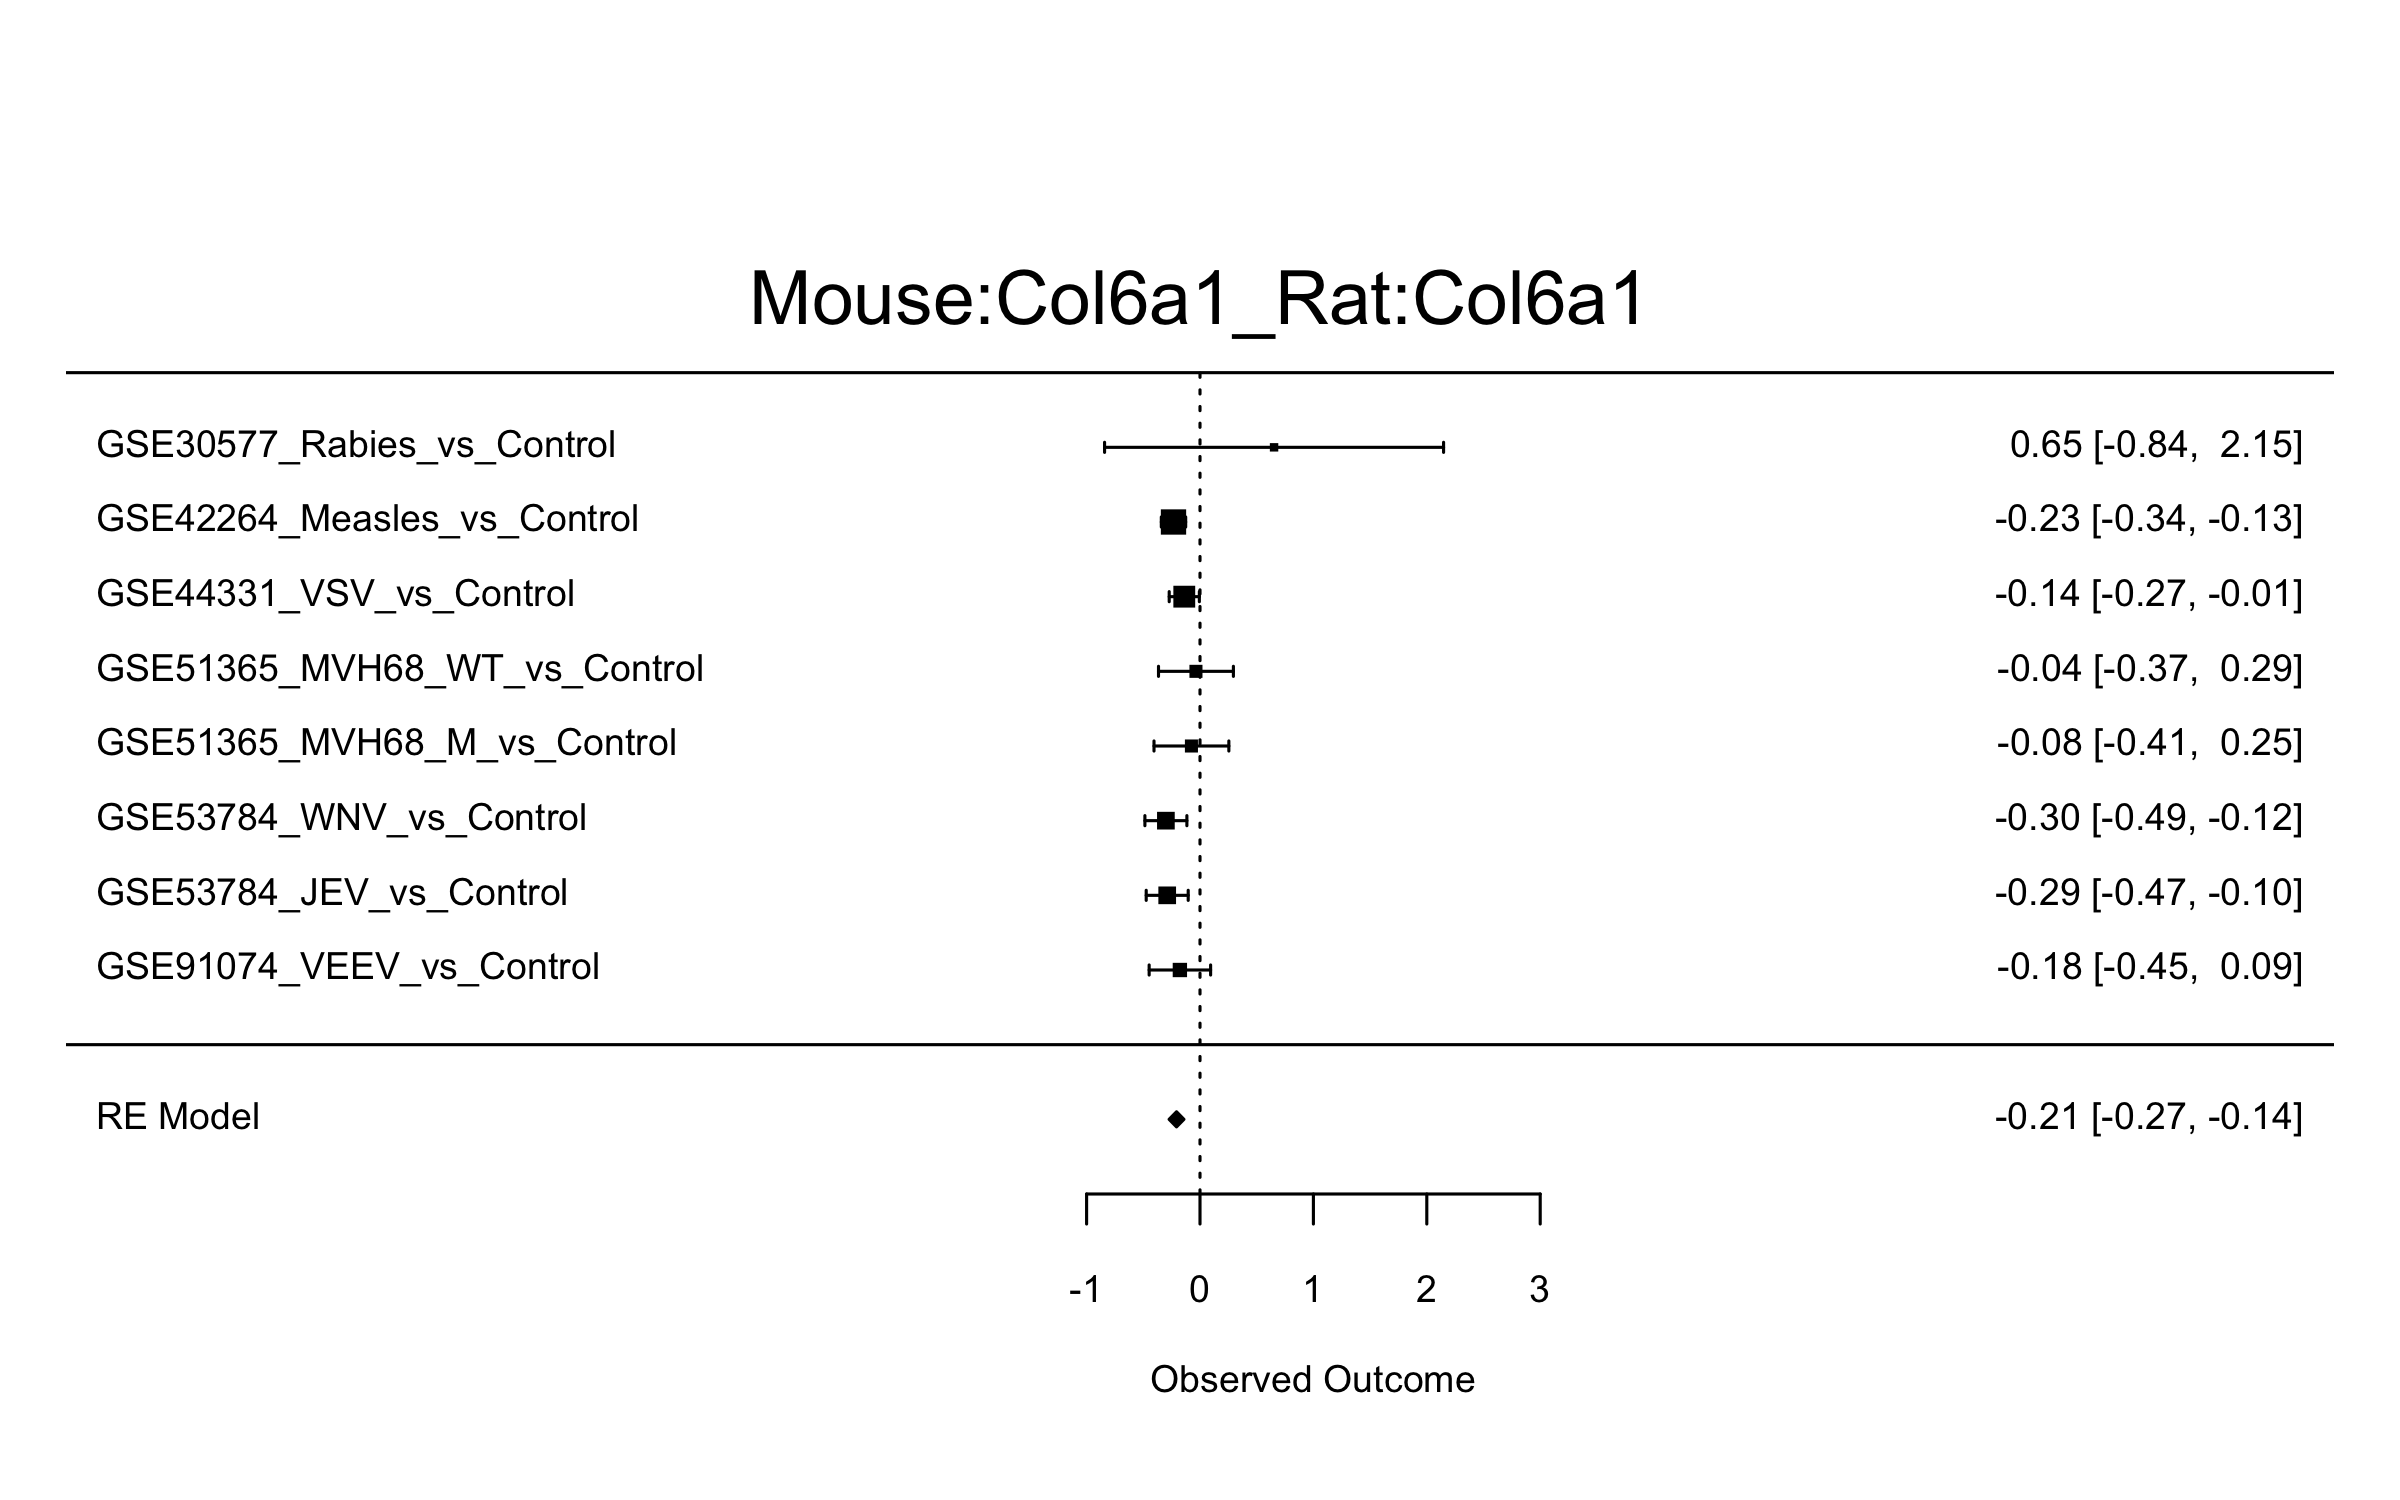 Mouse:Col6a1_Rat:Col6a1
GSE30577_Rabies_vs_Control 0.65 [-0.84, 2.15]
GSE42264_Measles_vs_Control -0.23 [-0.34, -0.13]
GSE44331_VSV_vs_Control -0.14 [-0.27, -0.01]
GSE51365_MVH68_WT_vs_Control -0.04 [-0.37, 0.29]
GSE51365_MVH68_M_vs_Control -0.08 [-0.41, 0.25]
GSE53784_WNV_vs_Control -0.30 [-0.49, -0.12]
GSE53784_JEV_vs_Control -0.29 [-0.47, -0.10]
GSE91074_VEEV_vs_Control -0.18 [-0.45, 0.09]
RE Model -0.21 [-0.27, -0.14]
-1 0 1 2 3
Observed Outcome